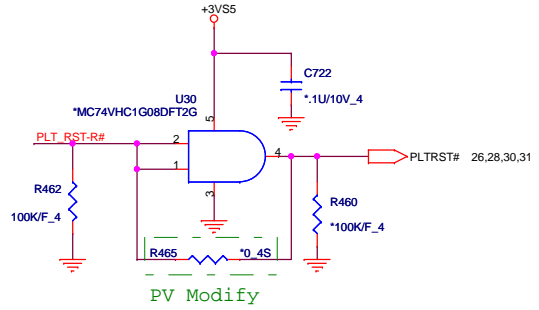 +3VS5
C722
*.1U/10V_4
U30
*MC74VHC1G08DFT2G
5
PLT_RST-R#
2
1
4
3
PLTRST# 26,28,30,31
R462
100K/F_4
R460
*100K/F_4
R465 *0_4S
PV Modify